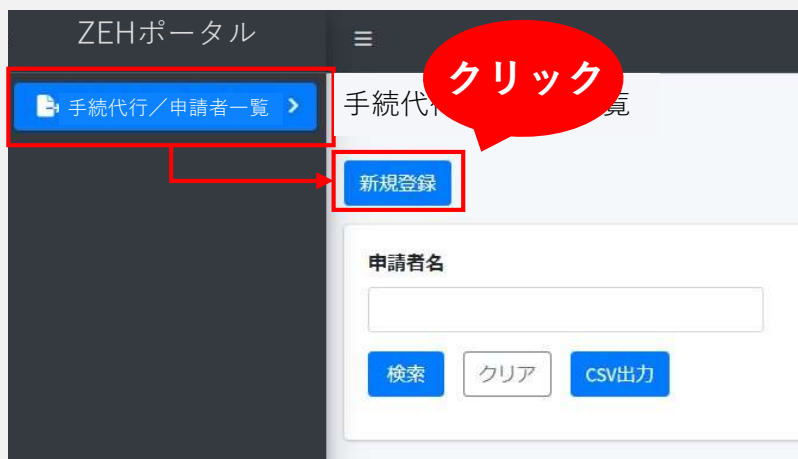 ZEHポータル
手続代行／申請者一覧
クリック
手続代
覧
新規登録
申請者名
検索
クリア
CSV出力